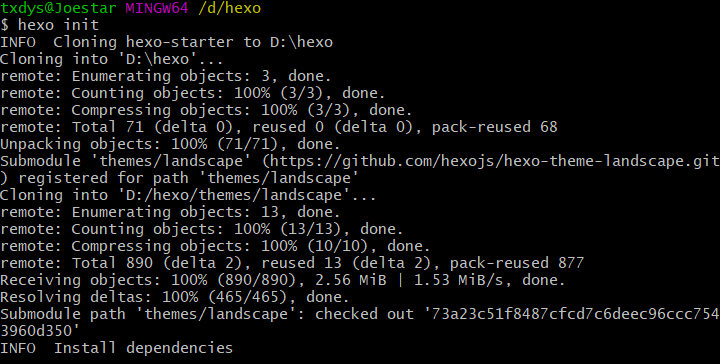 txdys@Joestar MINGW64 /d/hexo
$ hexo init
INFO  Cloning hexo-starter to D:\hexo
Cloning into 'D:\hexo'...
remote: Enumerating objects: 3, done.
remote: Counting objects: 100% (3/3), done.
remote: Compressing objects: 100% (3/3), done.
remote: Total 71 (delta 0), reused 0 (delta 0), pack-reused 68
Unpacking objects: 100% (71/71), done.
Submodule 'themes/landscape' (https://github.com/hexojs/hexo-theme-landscape.git
) registered for path 'themes/landscape'
Cloning into 'D:/hexo/themes/landscape'...
remote: Enumerating objects: 13, done.
remote: Counting objects: 100% (13/13), done.
remote: Compressing objects: 100% (10/10), done.
remote: Total 890 (delta 2), reused 13 (delta 2), pack-reused 877
Receiving objects: 100% (890/890), 2.56 MiB | 1.53 MiB/s, done.
Resolving deltas: 100% (465/465), done.
Submodule path 'themes/landscape': checked out '73a23c51f8487cfcd7c6deec96ccc754
3960d350'
INFO  Install dependencies